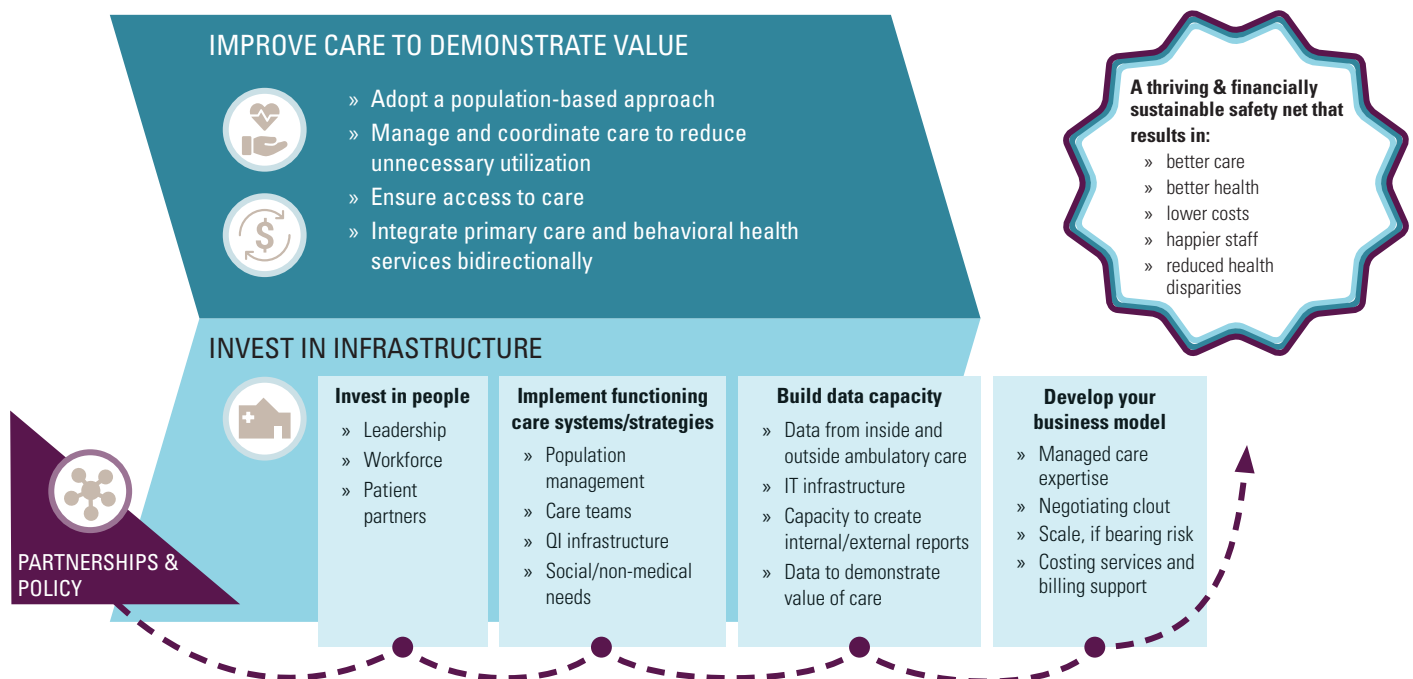 IMPROVE CARE TO DEMONSTRATE VALUE
» Adopt a population-based approach
» Manage and coordinate care to reduce
unnecessary utilization
» Ensure access to care
» Integrate primary care and behavioral health
services bidirectionally
$
A thriving & financially
sustainable safety net that
results in:
» better care
» better health
» lower costs
» happier staff
» reduced health
disparities
INVEST IN INFRASTRUCTURE
Invest in people
» Leadership
» Workforce
» Patient
partners
Implement functioning
care systems/strategies
» Population
management
» Care teams
» QI infrastructure
» Social/non-medical
needs
Build data capacity
» Data from inside and
outside ambulatory care
» IT infrastructure
» Capacity to create
internal/external reports
» Data to demonstrate
value of care
Develop your
business model
» Managed care
expertise
» Negotiating clout
» Scale, if bearing risk
» Costing services and
billing support
PARTNERSHIPS &
POLICY